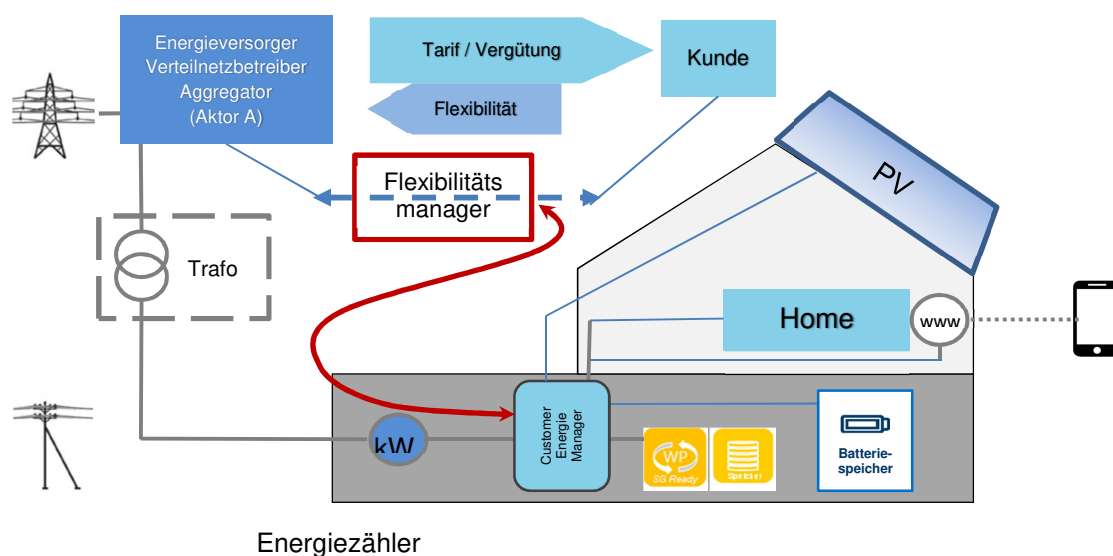 Energieversorger
Verteilnetzbetreiber
Aggregator
(Aktor A)
Tarif / Vergütung
Flexibilität
Kunde
Flexibilitäts
manager
PV
Trafo
Home
www
kW
Customer
Energie
Manager
WP
SG Ready
Speicher
Batterie-
speicher
Energiezähler